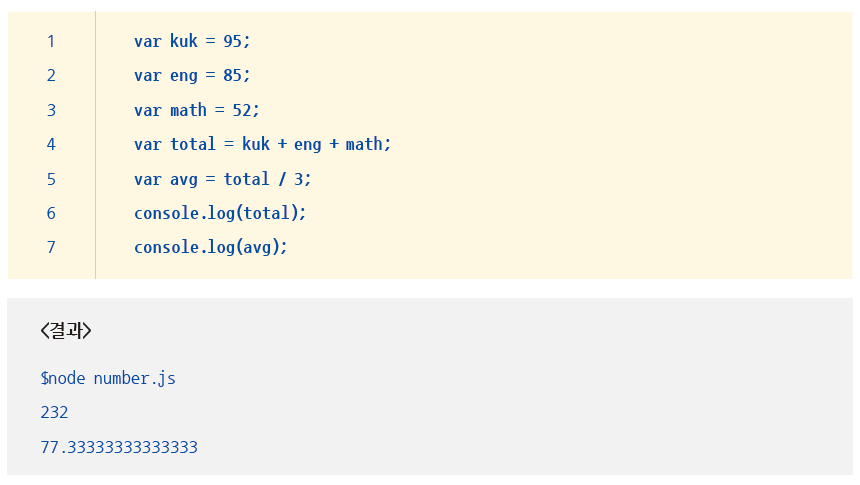 1 var kuk = 95;
2 var eng = 85;
3 var math = 52;
4 var total = kuk + eng + math;
5 var avg = total / 3;
6 console.log(total);
7 console.log(avg);
<결과>
$node number.js
232
77.33333333333333